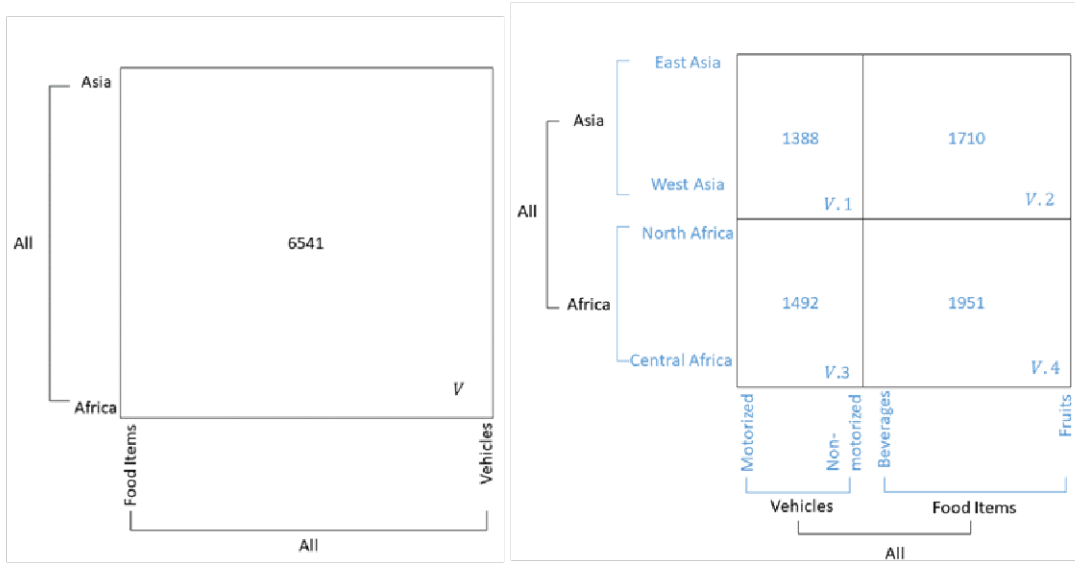 Asia
All
6541
V
Africa
Food Items
Vehicles
All
East Asia
Asia
1388
1710
West Asia
V.1
V.2
All
North Africa
Africa
1492
1951
Central Africa
V.3
V.4
Motorized
Non-
motorized
Beverages
Fruits
Vehicles
Food Items
All